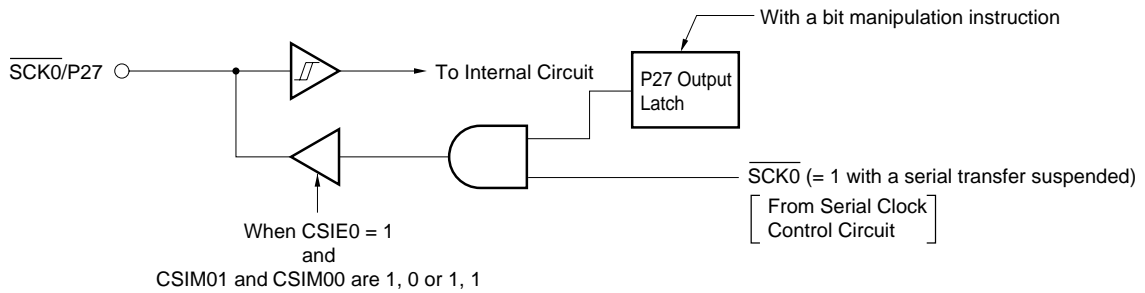 With a bit manipulation instruction
SCK0/P27
To Internal Circuit
P27 Output
Latch
SCK0 (= 1 with a serial transfer suspended)
From Serial Clock
Control Circuit
When CSIE0 = 1
and
CSIM01 and CSIM00 are 1, 0 or 1, 1